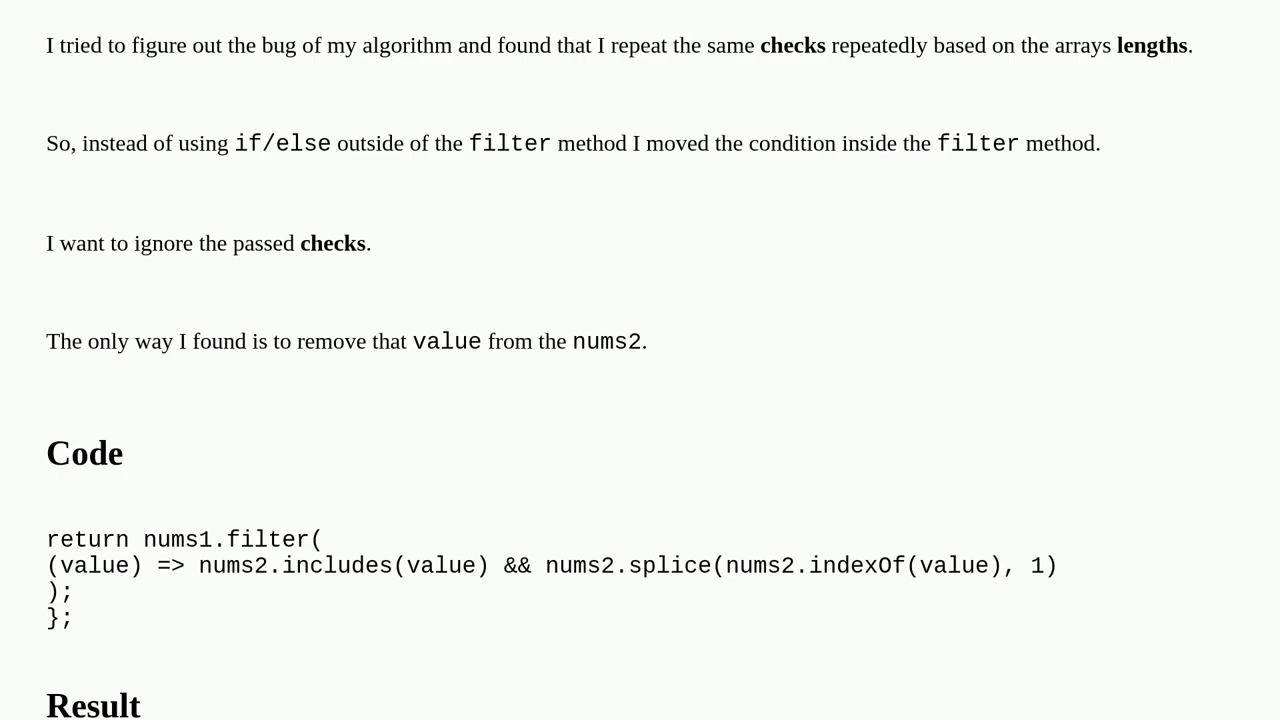 I tried to figure out the bug of my algorithm and found that I repeat the same checks repeatedly based on the arrays lengths.
So, instead of using if/else outside of the filter method I moved the condition inside the filter method.
I want to ignore the passed checks.
The only way I found is to remove that value from the nums2.
Code
return nums1.filter(
(value) => nums2.includes(value) && nums2.splice(nums2.indexOf(value), 1)
);
};
Result